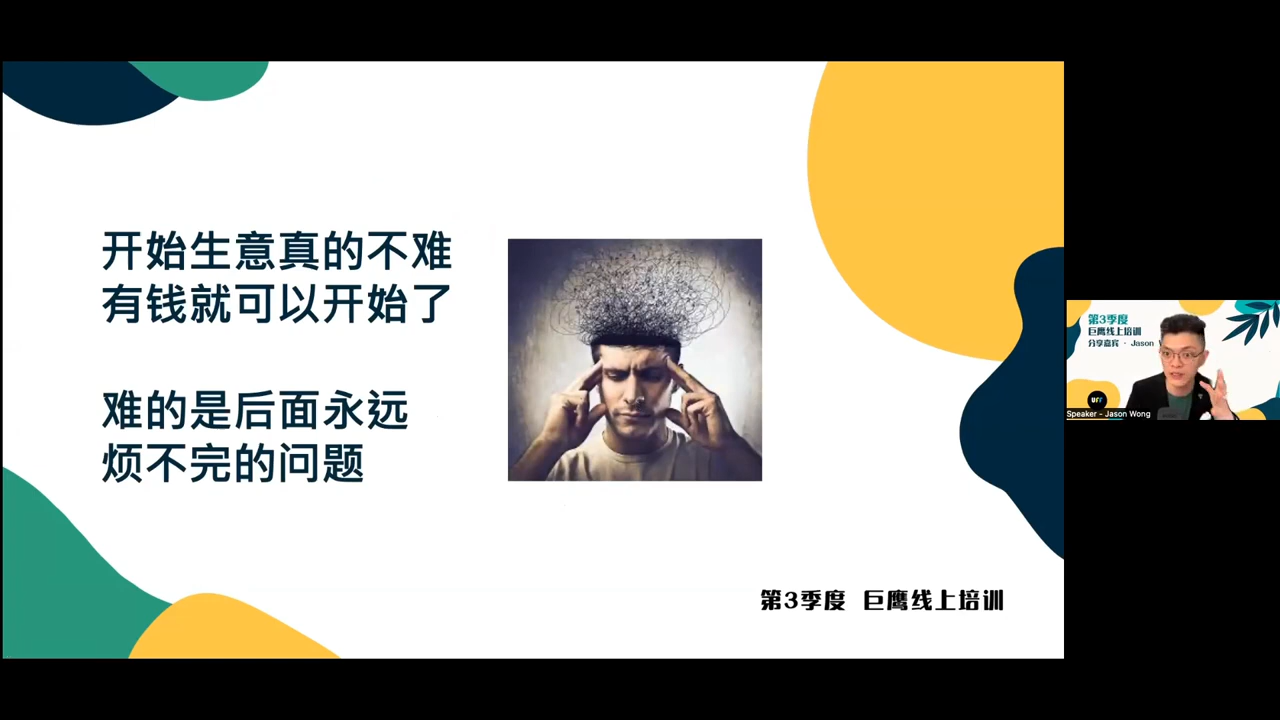 开始生意真的不难
有钱就可以开始了
难的是后面永远
烦不完的问题
第3季度 巨鹰线上培训
第3季度
巨鹰线上培训
分享嘉宾 - Jason
Speaker - Jason Wong